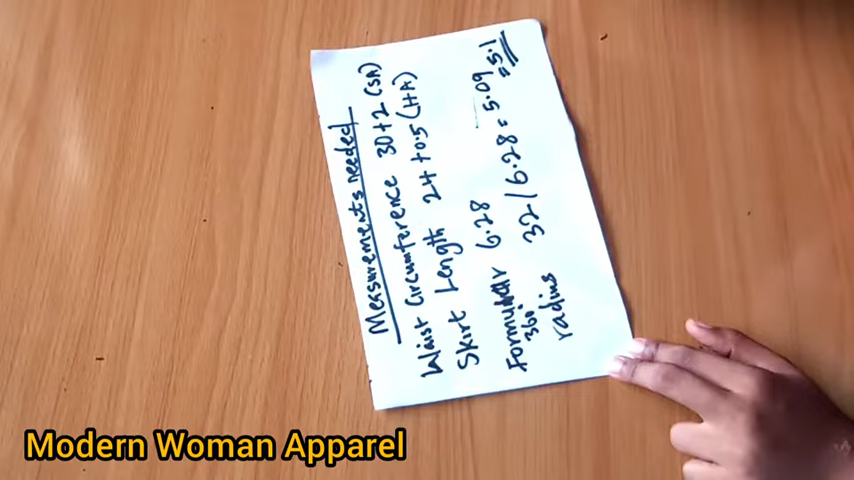 Measurements needed
Waist Circumference 30+2 (SA)
Skirt Length 24 + 0.5 (HA)
Formular 6.28
360°
radius 32/6.28 = 5.09
= 5.1
Modern Woman Apparel